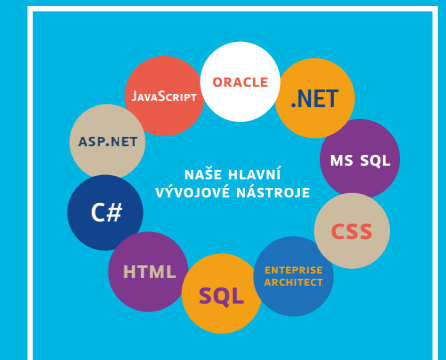 ORACLE
.NET
MS SQL
CSS
ENTEPRISE
ARCHITECT
SQL
HTML
C#
ASP.NET
JAVASCRIPT
NAŠE HLAVNÍ
VÝVOJOVÉ NÁSTROJE